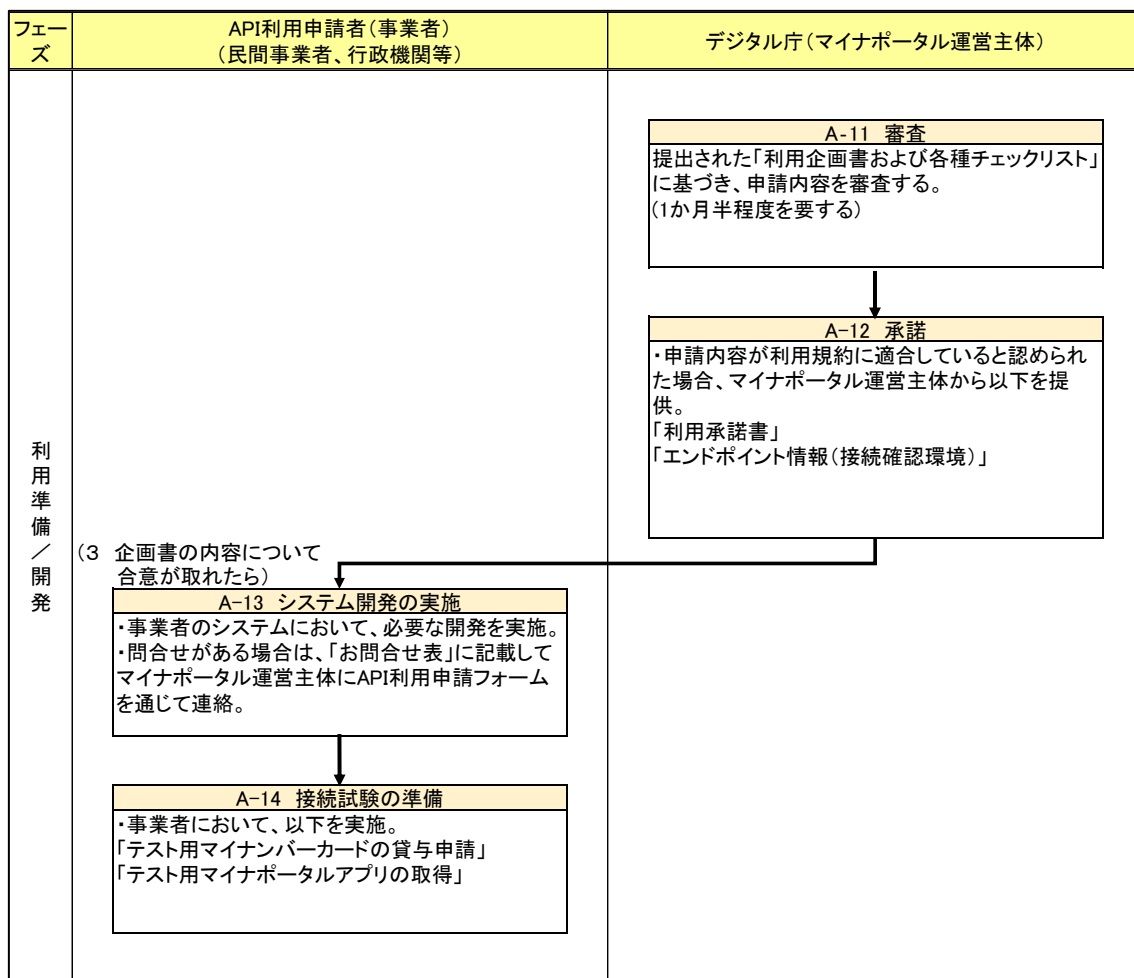 フェー
ズ
API利用申請者(事業者)
(民間事業者、行政機関等)
デジタル庁(マイナポータル運営主体)
A-11 審査
提出された「利用企画書および各種チェックリスト」
に基づき、申請内容を審査する。
(1か月半程度を要する)
A-12 承諾
・申請内容が利用規約に適合していると認められ
た場合、マイナポータル運営主体から以下を提
供。
「利用承諾書」
「エンドポイント情報(接続確認環境)」
利
用
準
備
／
開
発
(3 企画書の内容について
合意が取れたら)
A-13 システム開発の実施
・事業者のシステムにおいて、必要な開発を実施。
・問合せがある場合は、「お問合せ表」に記載して
マイナポータル運営主体にAPI利用申請フォーム
を通じて連絡。
A-14 接続試験の準備
・事業者において、以下を実施。
「テスト用マイナンバーカードの貸与申請」
「テスト用マイナポータルアプリの取得」